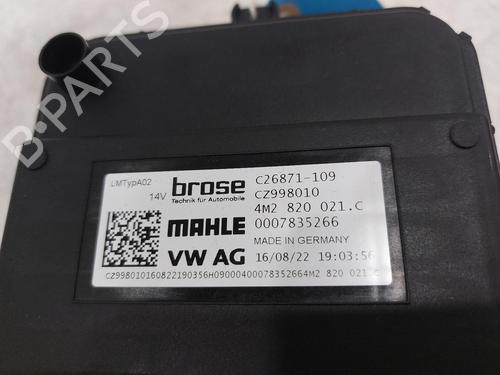 B-PARTS
LMTypA02
14V
brose
Technik für Automobile
C26871-109
CZ998010
4M2 820 021.C
MAHLE
0007835266
VW AG
MADE IN GERMANY
16/08/22 19:03:56
CZ998010160822190356H09000400078352664M2 820 021.C